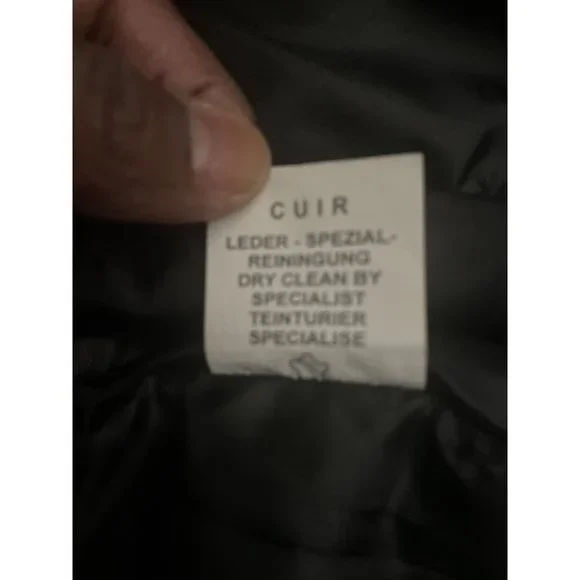 CUIR
LEDER - SPEZIAL-
REININGUNG
DRY CLEAN BY
SPECIALIST
TEINTURIER
SPECIALISE